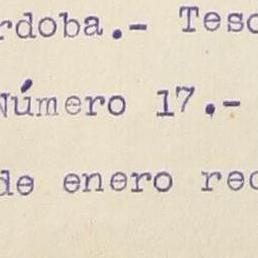 rdoba.- Teso
Número 17.-
de enero rec